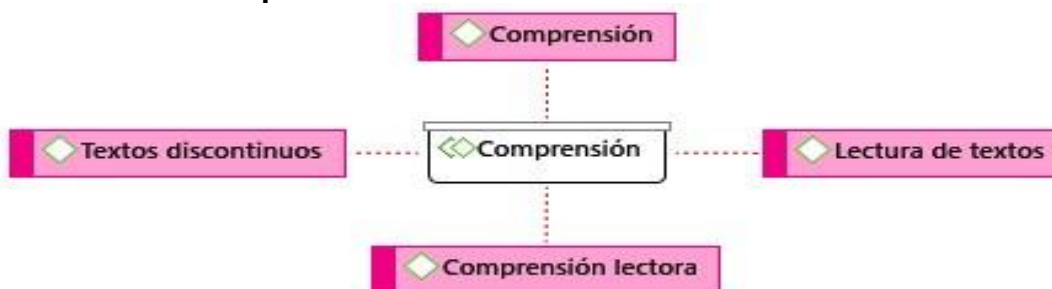 Comprensión
Textos discontinuos
Comprensión
Lectura de textos
Comprensión lectora